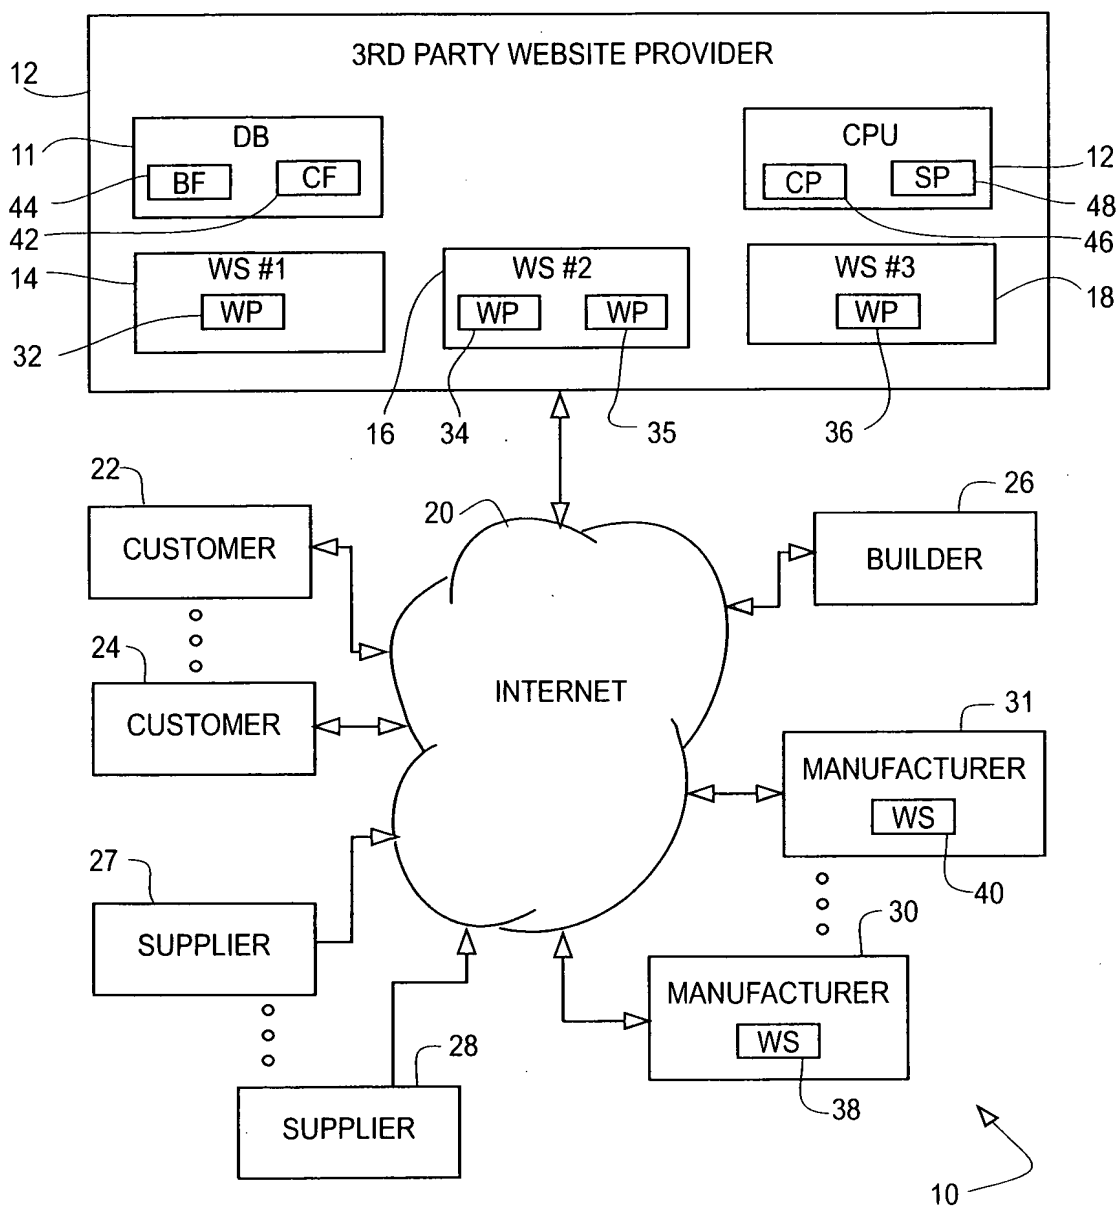 3RD PARTY WEBSITE PROVIDER
12
DB
CPU
11
12
BF
CF
CP
SP
44
48
42
46
14
WS #1
WS #2
WS #3
18
WP
WP
WP
WP
32
16
34
35
36
22
20
26
CUSTOMER
BUILDER
24
INTERNET
31
CUSTOMER
MANUFACTURER
WS
27
40
30
SUPPLIER
MANUFACTURER
WS
28
38
SUPPLIER
10